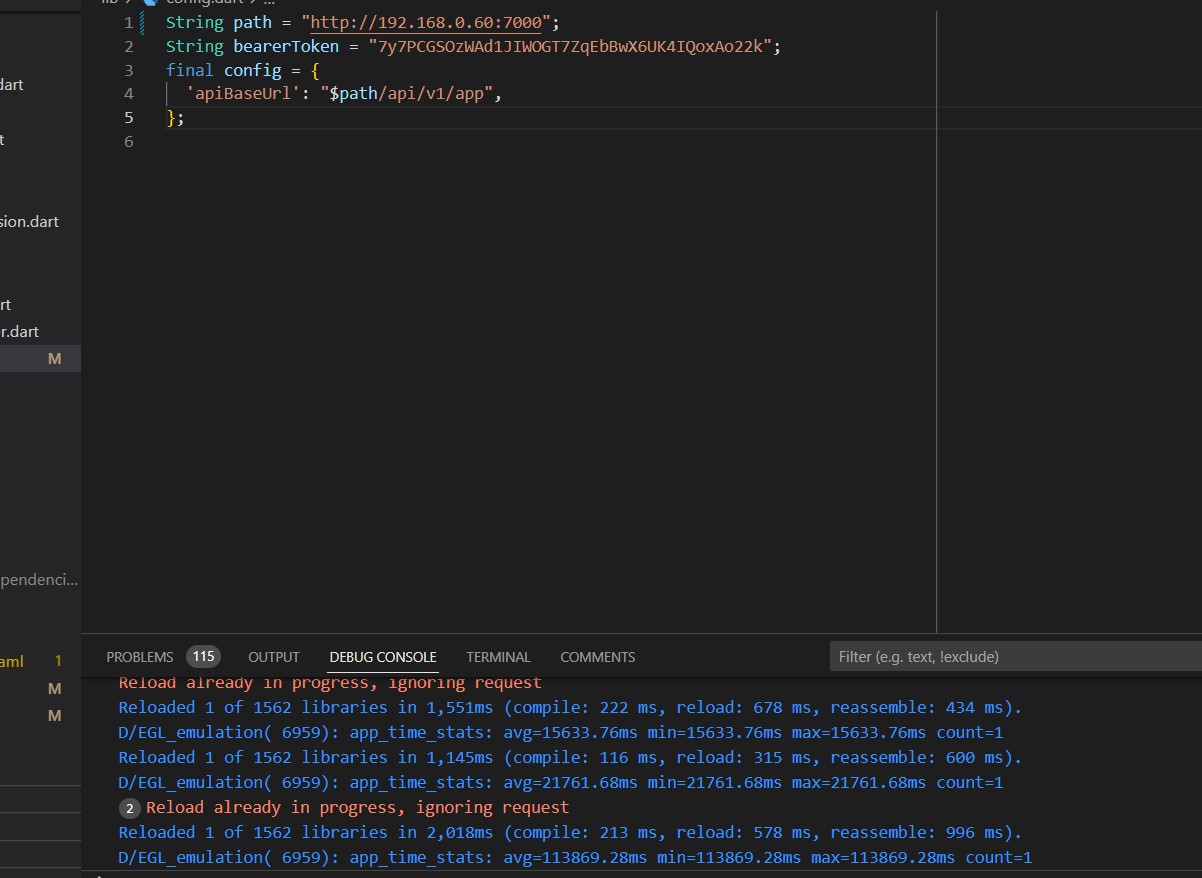 config.dart > ...
dart
t
sion.dart
rt
r.dart
M
pendenci...
aml 1
M
M
1 String path = "http://192.168.0.60:7000";
2 String bearerToken = "7y7PCGSOzWAd1JIWOGT7ZqEbBwX6UK4IQoxAo22k";
3 final config = {
4 'apiBaseUrl': "$path/api/v1/app",
5 };
6
PROBLEMS 115 OUTPUT DEBUG CONSOLE TERMINAL COMMENTS Filter (e.g. text, !exclude)
Reload already in progress, ignoring request
Reloaded 1 of 1562 libraries in 1,551ms (compile: 222 ms, reload: 678 ms, reassemble: 434 ms).
D/EGL_emulation( 6959): app_time_stats: avg=15633.76ms min=15633.76ms max=15633.76ms count=1
Reloaded 1 of 1562 libraries in 1,145ms (compile: 116 ms, reload: 315 ms, reassemble: 600 ms).
D/EGL_emulation( 6959): app_time_stats: avg=21761.68ms min=21761.68ms max=21761.68ms count=1
2 Reload already in progress, ignoring request
Reloaded 1 of 1562 libraries in 2,018ms (compile: 213 ms, reload: 578 ms, reassemble: 996 ms).
D/EGL_emulation( 6959): app_time_stats: avg=113869.28ms min=113869.28ms max=113869.28ms count=1